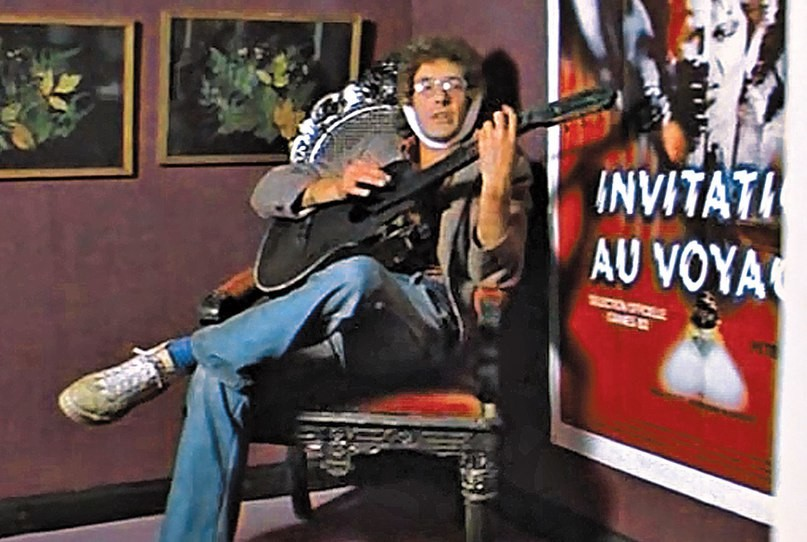 INVITATI
AU VOYAG
SELECTION OFFICIELLE
CANNES 82